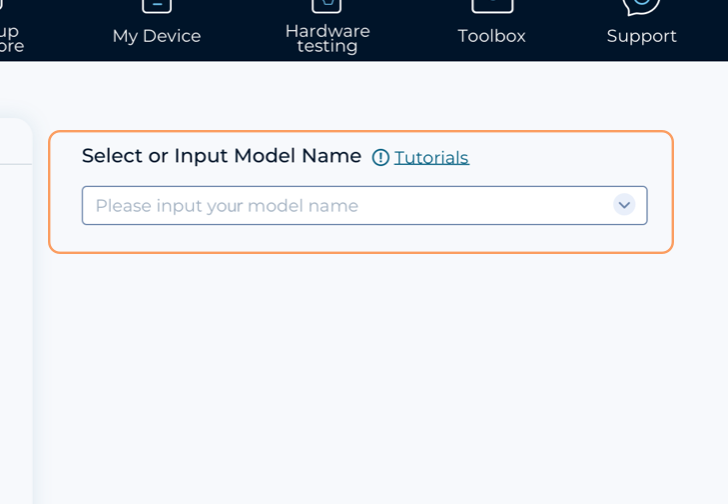 up
ore
My Device
Hardware
testing
Toolbox
Support
Select or Input Model Name
Tutorials
Please input your model name